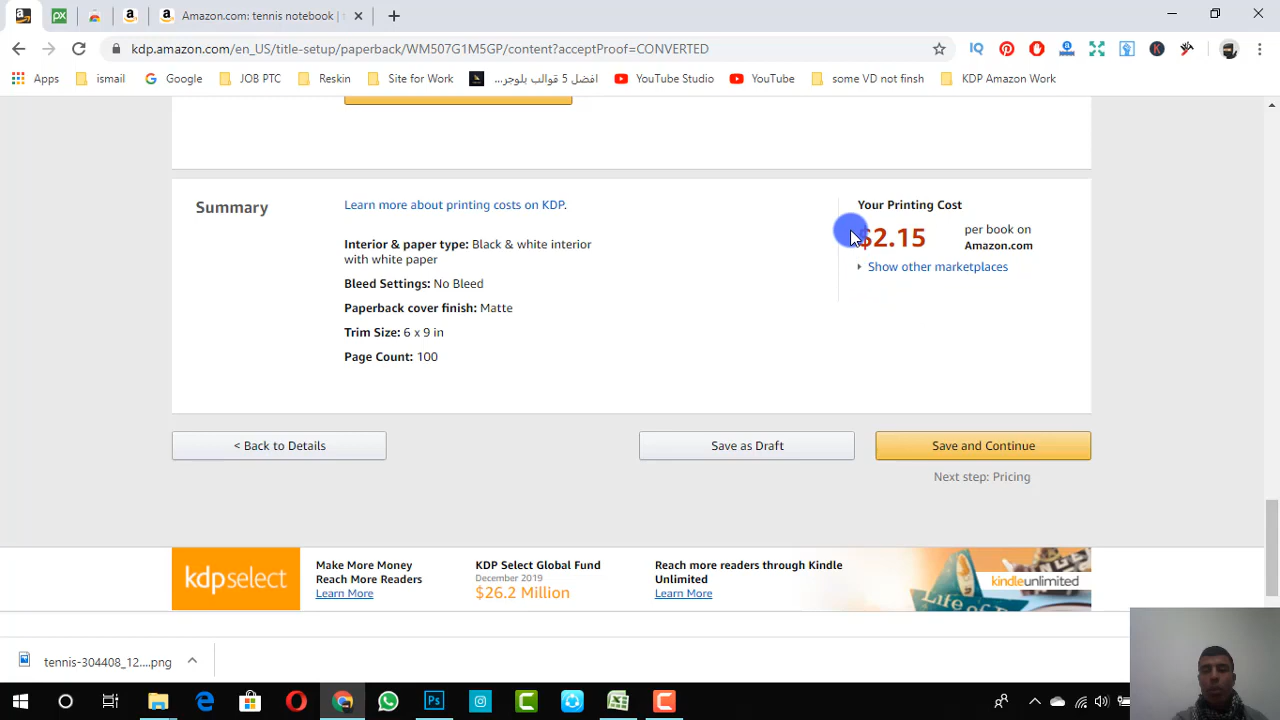 Amazon.com: tennis notebook |
kdp.amazon.com/en_US/title-setup/paperback/WM507G1M5GP/content?acceptProof=CONVERTED
Apps ismail Google JOB PTC Reskin Site for Work افضل 5 قوالب بلوجر... YouTube Studio YouTube some VD not finsh KDP Amazon Work
Summary
Learn more about printing costs on KDP.
Interior & paper type: Black & white interior
with white paper
Bleed Settings: No Bleed
Paperback cover finish: Matte
Trim Size: 6 x 9 in
Page Count: 100
Your Printing Cost
$2.15
per book on
Amazon.com
Show other marketplaces
< Back to Details
Save as Draft
Save and Continue
Next step: Pricing
kdpselect
Make More Money
Reach More Readers
Learn More
KDP Select Global Fund
December 2019
$26.2 Million
Reach more readers through Kindle
Unlimited
Learn More
kindleunlimited
tennis-304408_12....png